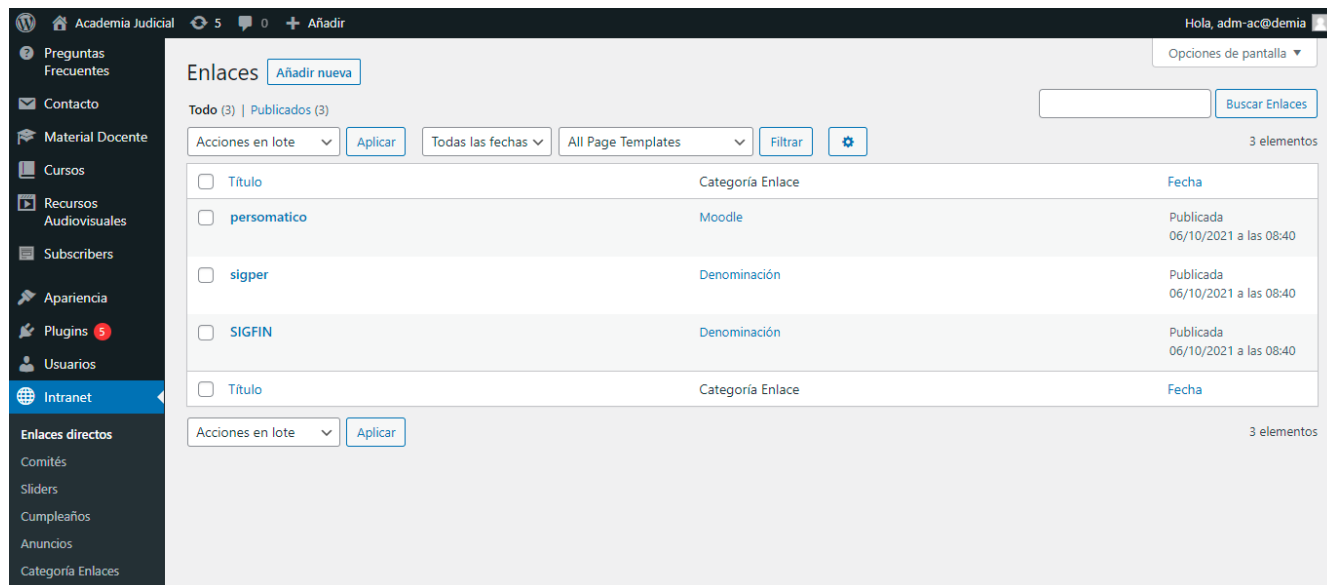 Academia Judicial 5 0 + Añadir Hola, adm-ac@demia
Preguntas
Frecuentes
Contacto
Material Docente
Cursos
Recursos
Audiovisuales
Subscribers
Apariencia
Plugins 5
Usuarios
Intranet
Enlaces directos
Comités
Sliders
Cumpleaños
Anuncios
Categoría Enlaces
Opciones de pantalla ▼
Enlaces Añadir nueva
Todo (3) | Publicados (3)
Buscar Enlaces
Acciones en lote Aplicar Todas las fechas All Page Templates Filtrar 3 elementos
Título Categoría Enlace Fecha
persomatico Moodle Publicada
06/10/2021 a las 08:40
sigper Denominación Publicada
06/10/2021 a las 08:40
SIGFIN Denominación Publicada
06/10/2021 a las 08:40
Título Categoría Enlace Fecha
Acciones en lote Aplicar 3 elementos